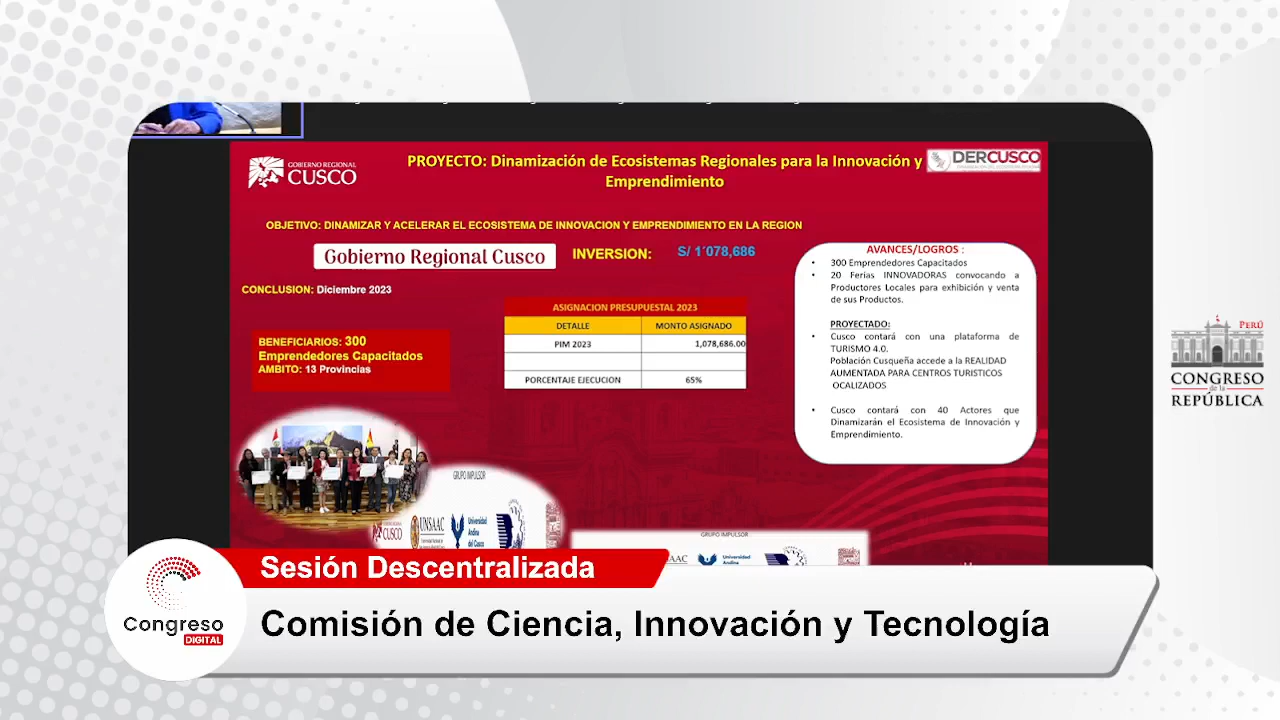 GOBIERNO REGIONAL
CUSCO
PROYECTO: Dinamización de Ecosistemas Regionales para la Innovación y
Emprendimiento
DERCUSCO
OBJETIVO: DINAMIZAR Y ACELERAR EL ECOSISTEMA DE INNOVACION Y EMPRENDIMIENTO EN LA REGION
Gobierno Regional Cusco
INVERSION: S/ 1´078,686
CONCLUSION: Diciembre 2023
BENEFICIARIOS: 300
Emprendedores Capacitados
AMBITO: 13 Provincias
ASIGNACION PRESUPUESTAL 2023
DETALLE MONTO ASIGNADO
PIM 2023 1,078,686.00
PORCENTAJE EJECUCION 65%
AVANCES/LOGROS :
• 300 Emprendedores Capacitados
• 20 Ferias INNOVADORAS convocando a
Productores Locales para exhibición y venta
de sus Productos.
PROYECTADO:
• Cusco contará con una plataforma de
TURISMO 4.0.
Población Cusqueña accede a la REALIDAD
AUMENTADA PARA CENTROS TURISTICOS
OCALIZADOS
• Cusco contará con 40 Actores que
Dinamizarán el Ecosistema de Innovación y
Emprendimiento.
GRUPO IMPULSOR
CUSCO
UNSAAC
Universidad
Andina
del Cusco
GRUPO IMPULSOR
Universidad
Andina
PERÚ
CONGRESO
de la
REPÚBLICA
Congreso
DIGITAL
Sesión Descentralizada
Comisión de Ciencia, Innovación y Tecnología